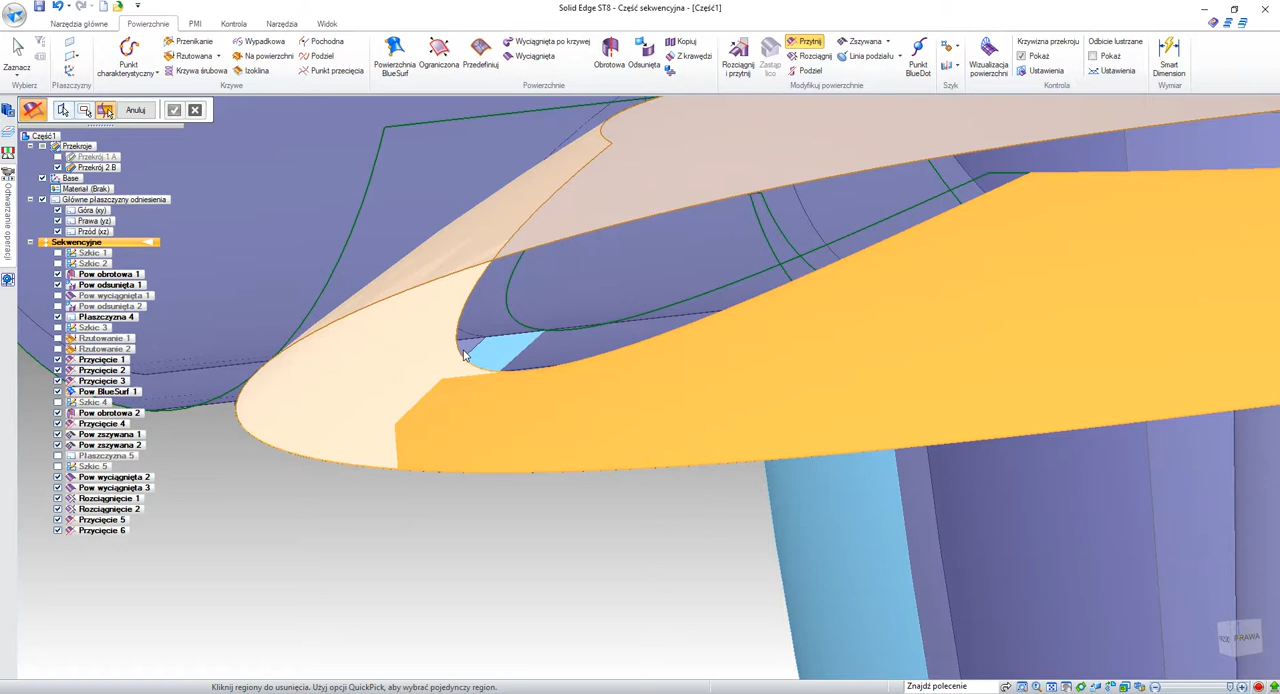 Solid Edge ST8 - Część sekwencyjna - [Część1]
Narzędzia główne Powierzchnie PMI Kontrola Narzędzia Widok
Zaznacz
Wybierz
Płaszczyzny
Punkt charakterystyczny
Przenikanie
Rzutowana
Krzywa śrubowa
Wypadkowa
Na powierzchni
Izoklina
Pochodna
Podziel
Punkt przecięcia
Krzywe
Powierzchnia BlueSurf
Ograniczona
Przedefiniuj
Wyciągnięta po krzywej
Wyciągnięta
Obrotowa
Odsunięta
Kopiuj
Z krawędzi
Powierzchnie
Rozciągnij i przytnij
Zastąp lico
Przytnij
Rozciągnij
Podziel
Zszywana
Linia podziału
Punkt BlueDot
Modyfikuj powierzchnie
Szyk
Wizualizacja powierzchni
Krzywizna przekroju
Pokaż
Ustawienia
Odbicie lustrzane
Pokaż
Ustawienia
Kontrola
Smart Dimension
Wymiar
Anuluj
Odtwarzanie operacji
Część1
Przekroje
Przekrój 1 A
Przekrój 2 B
Base
Materiał (Brak)
Główne płaszczyzny odniesienia
Góra (xy)
Prawa (yz)
Przód (xz)
Sekwencyjne
Szkic 1
Szkic 2
Pow obrotowa 1
Pow odsunięta 1
Pow wyciągnięta 1
Pow odsunięta 2
Płaszczyzna 4
Szkic 3
Rzutowanie 1
Rzutowanie 2
Przycięcie 1
Przycięcie 2
Przycięcie 3
Pow BlueSurf 1
Szkic 4
Pow obrotowa 2
Przycięcie 4
Pow zszywana 1
Pow zszywana 2
Płaszczyzna 5
Szkic 5
Pow wyciągnięta 2
Pow wyciągnięta 3
Rozciągnięcie 1
Rozciągnięcie 2
Przycięcie 5
Przycięcie 6
PRAWA
Kliknij regiony do usunięcia. Użyj opcji QuickPick, aby wybrać pojedynczy region.
Znajdź polecenie